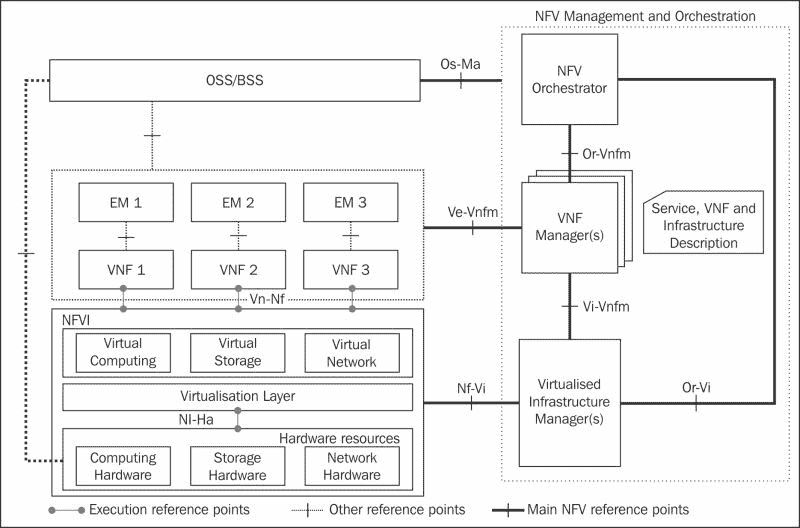 NFV Management and Orchestration
OSS/BSS
Os-Ma
NFV
Orchestrator
Or-Vnfm
EM 1
EM 2
EM 3
Ve-Vnfm
VNF
Manager(s)
Service, VNF and
Infrastructure
Description
VNF 1
VNF 2
VNF 3
Vn-Nf
Vi-Vnfm
NFVI
Virtual
Computing
Virtual
Storage
Virtual
Network
Virtualisation Layer
Nf-Vi
Virtualised
Infrastructure
Manager(s)
Or-Vi
NI-Ha
Hardware resources
Computing
Hardware
Storage
Hardware
Network
Hardware
Execution reference points
Other reference points
Main NFV reference points